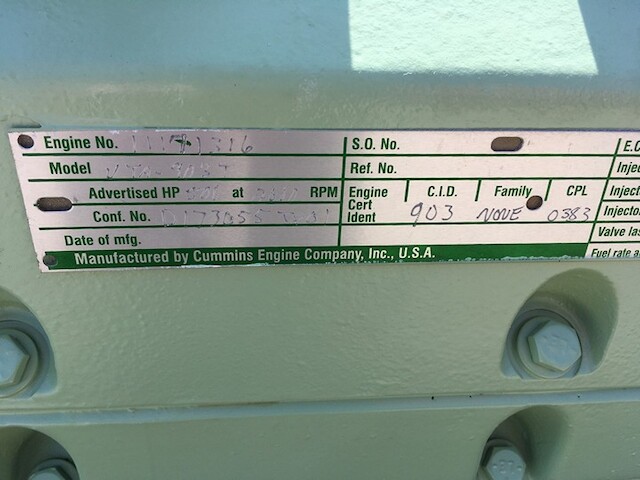 Engine No. S.O. No. E.C
Model Ref. No. Injec
Advertised HP at RPM Engine Cert Ident C.I.D. Family CPL Injec
903 NONE 0383
Conf. No. Injecto
Date of mfg. Valve las
Manufactured by Cummins Engine Company, Inc., U.S.A. Fuel rate a